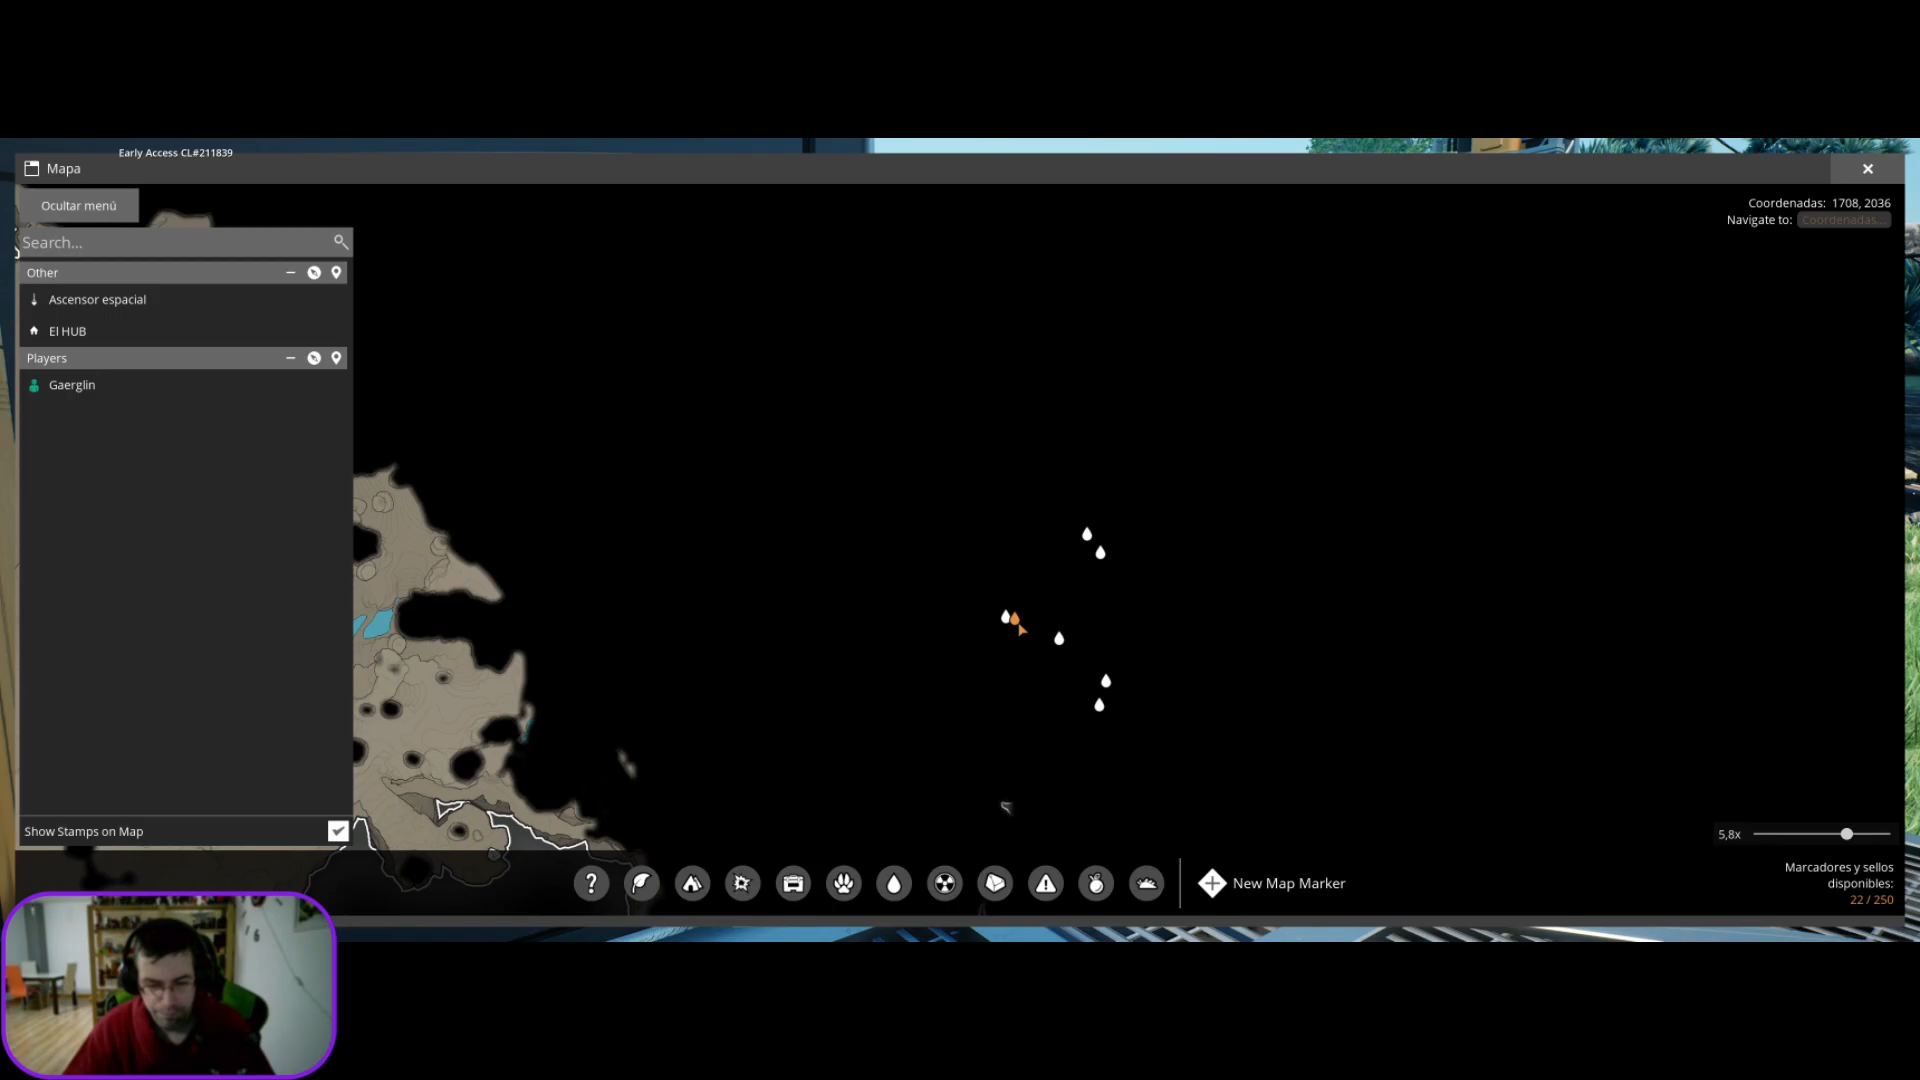 Early Access CL#211839
Mapa
Ocultar menú
Coordenadas: 1708, 2036
Navigate to: Coordenadas...
Search...
Other
Ascensor espacial
El HUB
Players
Gaerglin
Show Stamps on Map
5,8x
New Map Marker
Marcadores y sellos
disponibles:
22 / 250